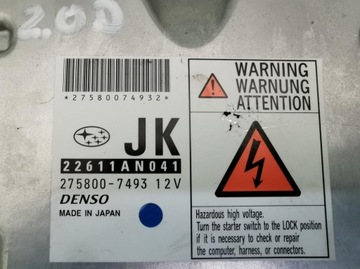 2.0D
*27580074932*
JK
22611AN041
275800-7493 12V
DENSO
MADE IN JAPAN
WARNING
WARNUNG
ATTENTION
Hazardous high voltage.
Turn the starter switch to the LOCK position
if it is necessary to check or repair
the computer, harness, or connectors.